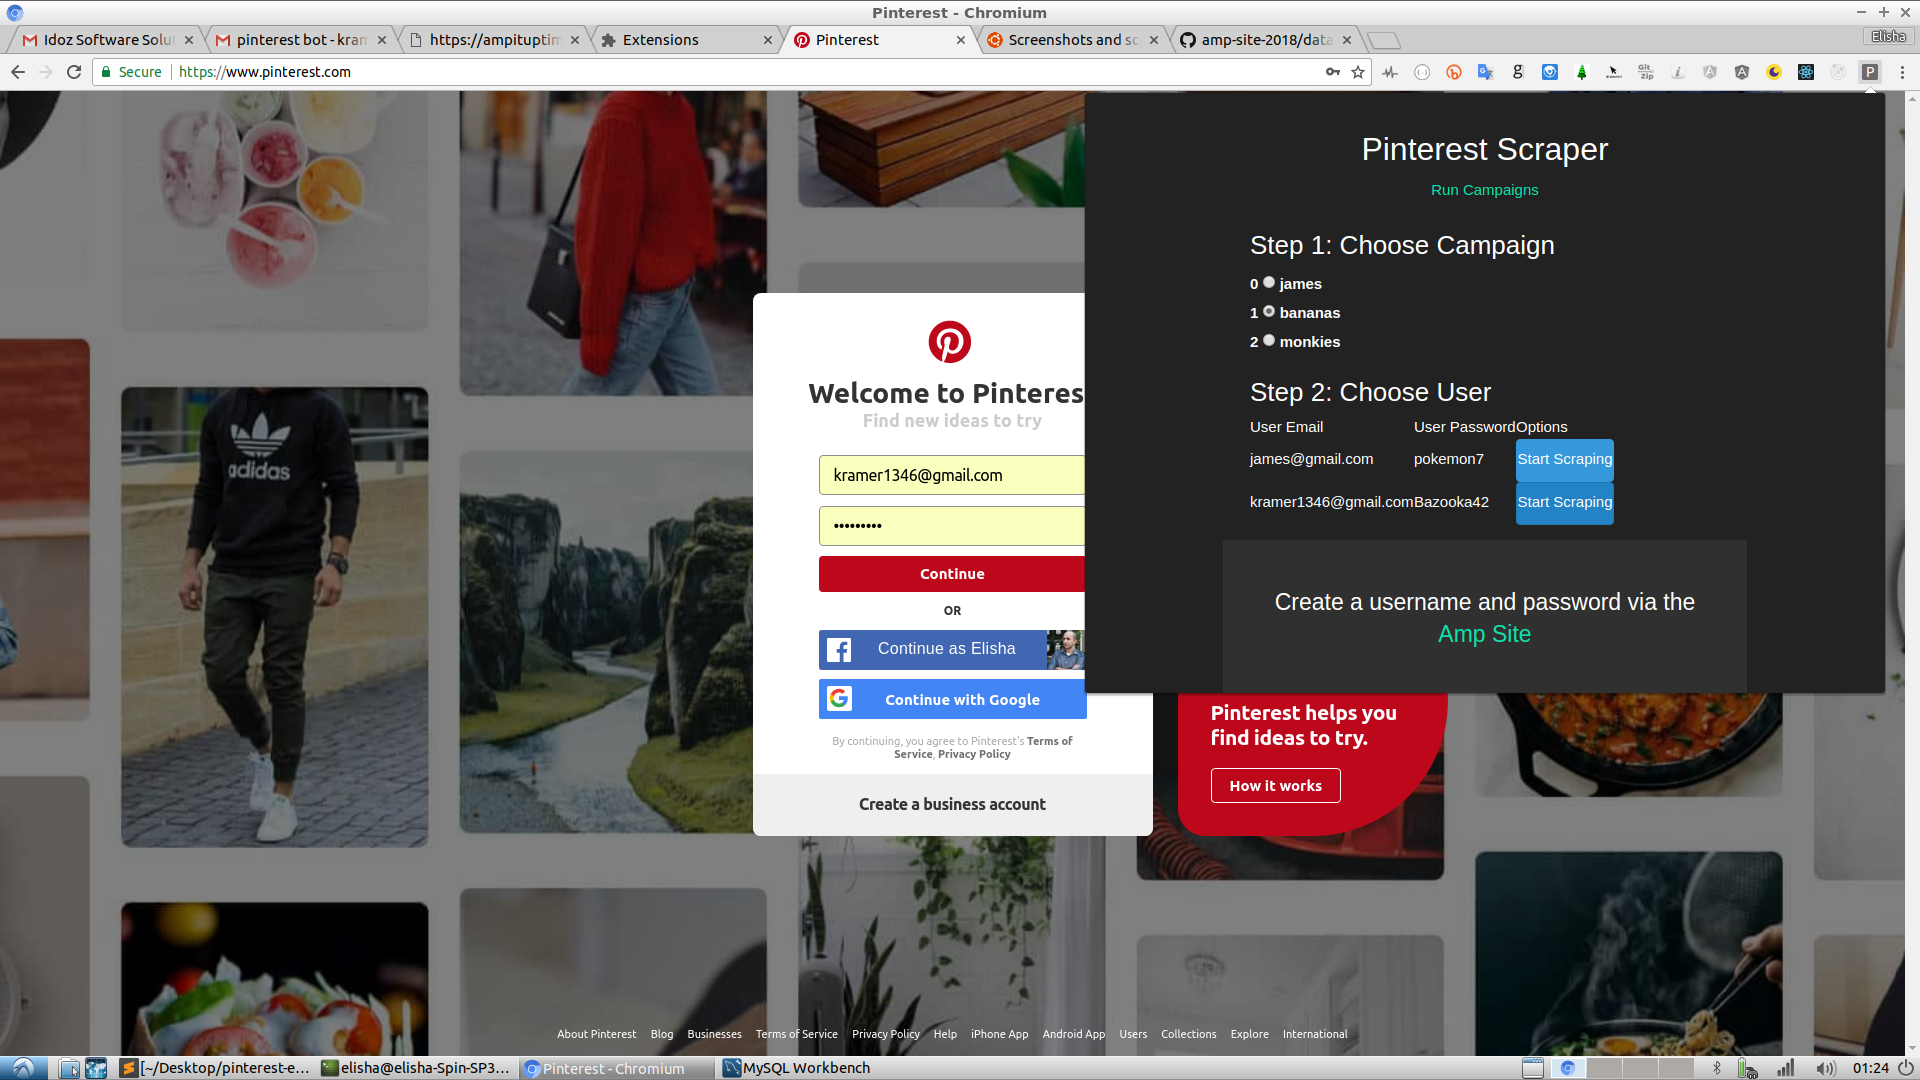 Pinterest - Chromium
Idoz Software Solut
pinterest bot - kram
https://ampituptim
Extensions
Pinterest
Screenshots and sc
amp-site-2018/data
Elisha
Secure
https://www.pinterest.com
Git
Zip
Pinterest Scraper
Run Campaigns
Step 1: Choose Campaign
0 james
1 bananas
2 monkies
Step 2: Choose User
User Email User Password Options
james@gmail.com pokemon7 Start Scraping
kramer1346@gmail.com Bazooka42 Start Scraping
Create a username and password via the
Amp Site
adidas
Welcome to Pinteres
Find new ideas to try
kramer1346@gmail.com
•••••••••
Continue
OR
Continue as Elisha
Continue with Google
By continuing, you agree to Pinterest's Terms of
Service, Privacy Policy
Create a business account
Pinterest helps you
find ideas to try.
How it works
About Pinterest Blog Businesses Terms of Service Privacy Policy Help iPhone App Android App Users Collections Explore International
[~/Desktop/pinterest-e...
elisha@elisha-Spin-SP3...
Pinterest - Chromium
MySQL Workbench
01:24